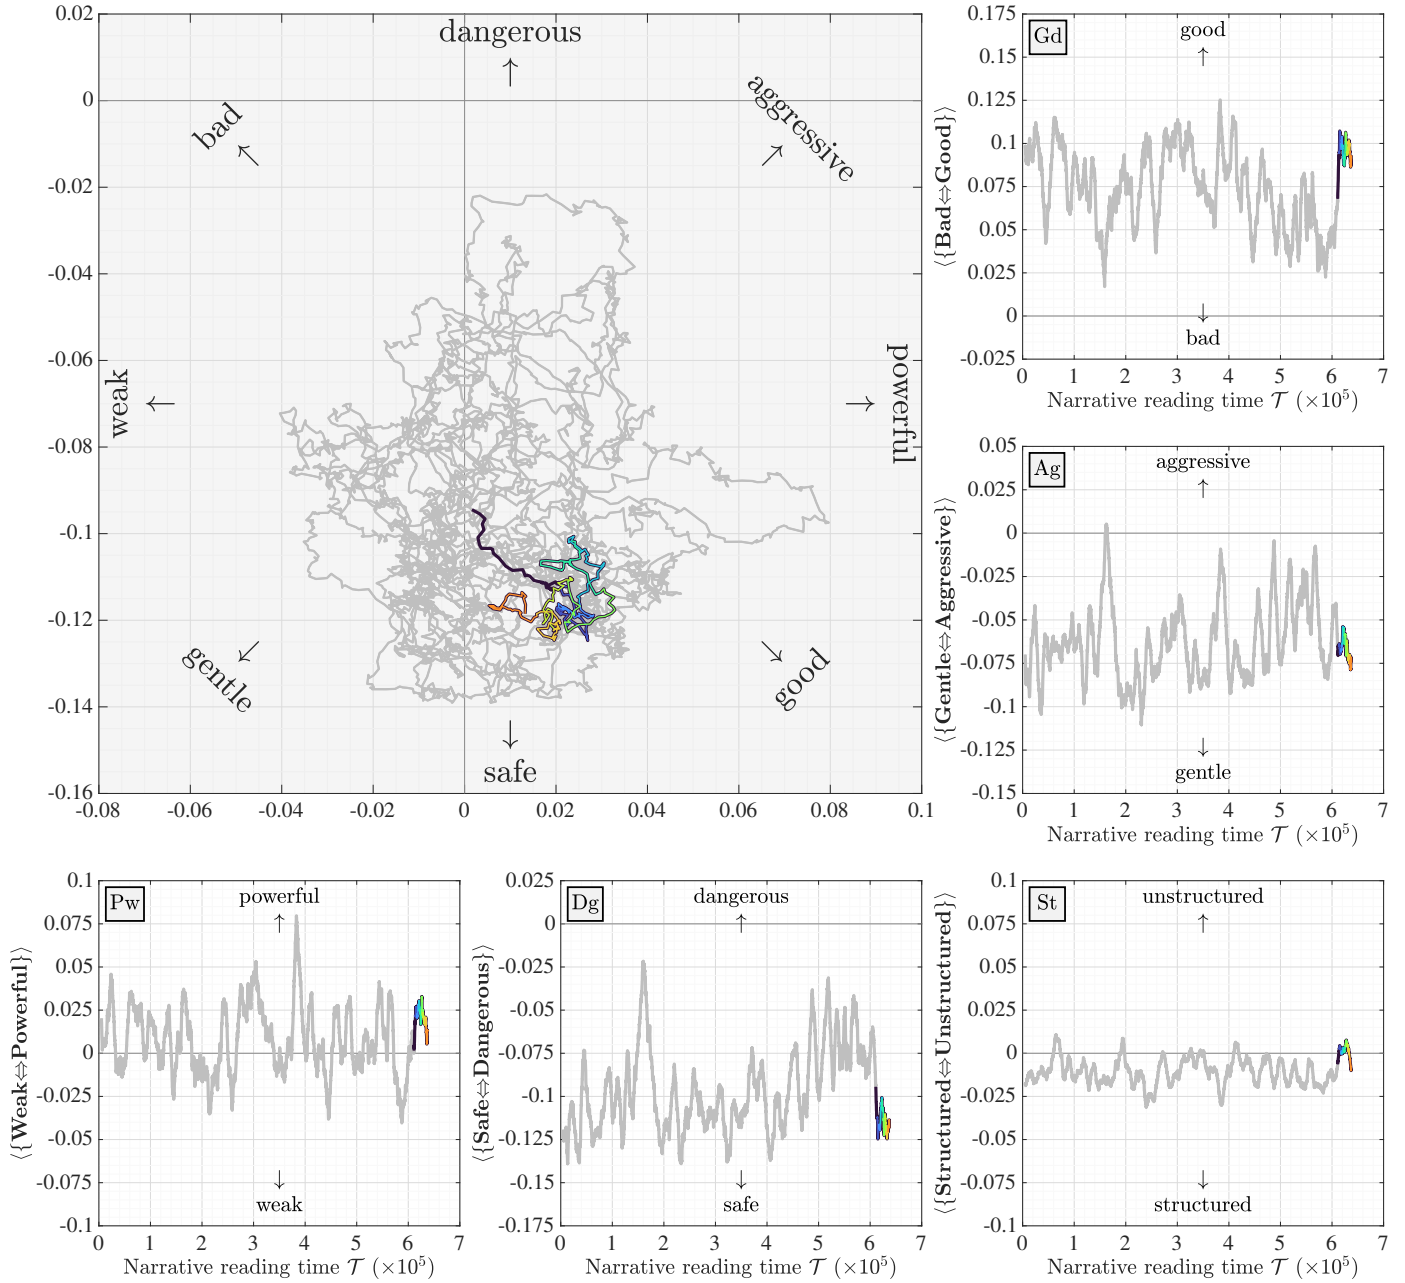 0.02
0
-0.02
-0.04
-0.06
-0.08
-0.1
-0.12
-0.14
-0.16
-0.08
-0.06
-0.04
-0.02
0
0.02
0.04
0.06
0.08
0.1
dangerous
↑
bad
↖
aggressive
↗
weak
←
powerful
→
gentle
↙
good
↘
↓
safe
Gd
good
↑
↓
bad
0.175
0.15
0.125
0.1
0.075
0.05
0.025
0
-0.025
0 1 2 3 4 5 6 7
⟨{Bad⇔Good}⟩
Narrative reading time 𝒯 (×10⁵)
Ag
aggressive
↑
↓
gentle
0.05
0.025
0
-0.025
-0.05
-0.075
-0.1
-0.125
-0.15
0 1 2 3 4 5 6 7
⟨{Gentle⇔Aggressive}⟩
Narrative reading time 𝒯 (×10⁵)
Pw
powerful
↑
↓
weak
0.1
0.075
0.05
0.025
0
-0.025
-0.05
-0.075
-0.1
0 1 2 3 4 5 6 7
⟨{Weak⇔Powerful}⟩
Narrative reading time 𝒯 (×10⁵)
Dg
dangerous
↑
↓
safe
0.025
0
-0.025
-0.05
-0.075
-0.1
-0.125
-0.15
-0.175
0 1 2 3 4 5 6 7
⟨{Safe⇔Dangerous}⟩
Narrative reading time 𝒯 (×10⁵)
St
unstructured
↑
↓
structured
0.1
0.075
0.05
0.025
0
-0.025
-0.05
-0.075
-0.1
0 1 2 3 4 5 6 7
⟨{Structured⇔Unstructured}⟩
Narrative reading time 𝒯 (×10⁵)